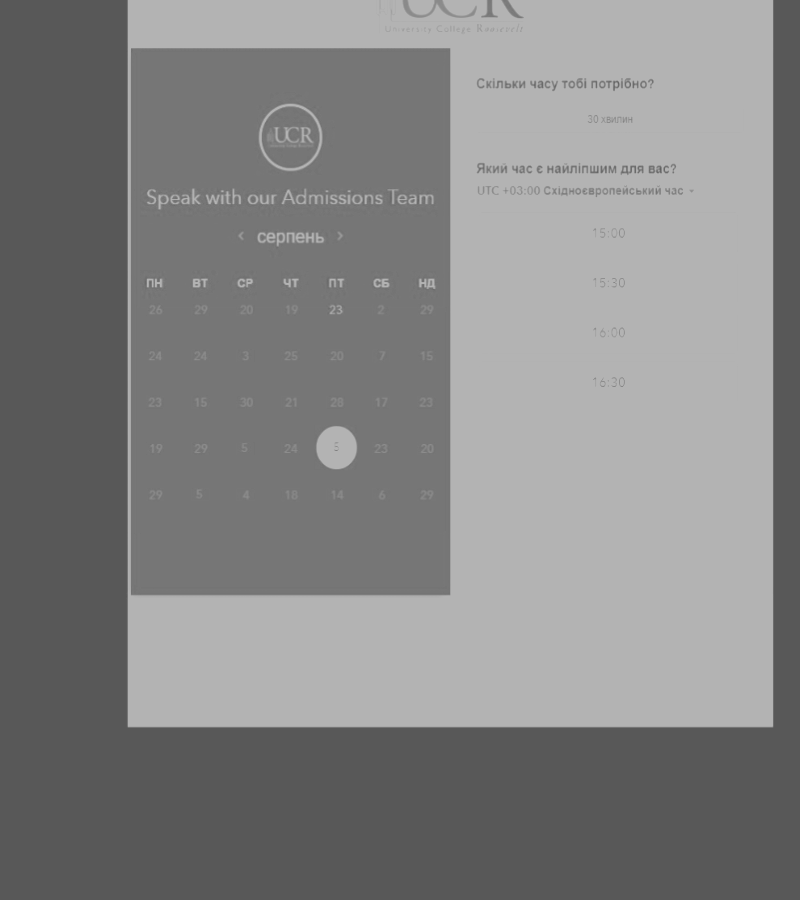 UCR
University College Roosevelt
UCR
Speak with our Admissions Team
< серпень >
ПН ВТ СР ЧТ ПТ СБ НД
26 29 20 19 23 2 29
24 24 3 25 20 7 15
23 15 30 21 28 17 23
19 29 5 24 5 23 20
29 5 4 18 14 6 29
Скільки часу тобі потрібно?
30 хвилин
Який час є найліпшим для вас?
UTC +03:00 Східноєвропейський час
15:00
15:30
16:00
16:30